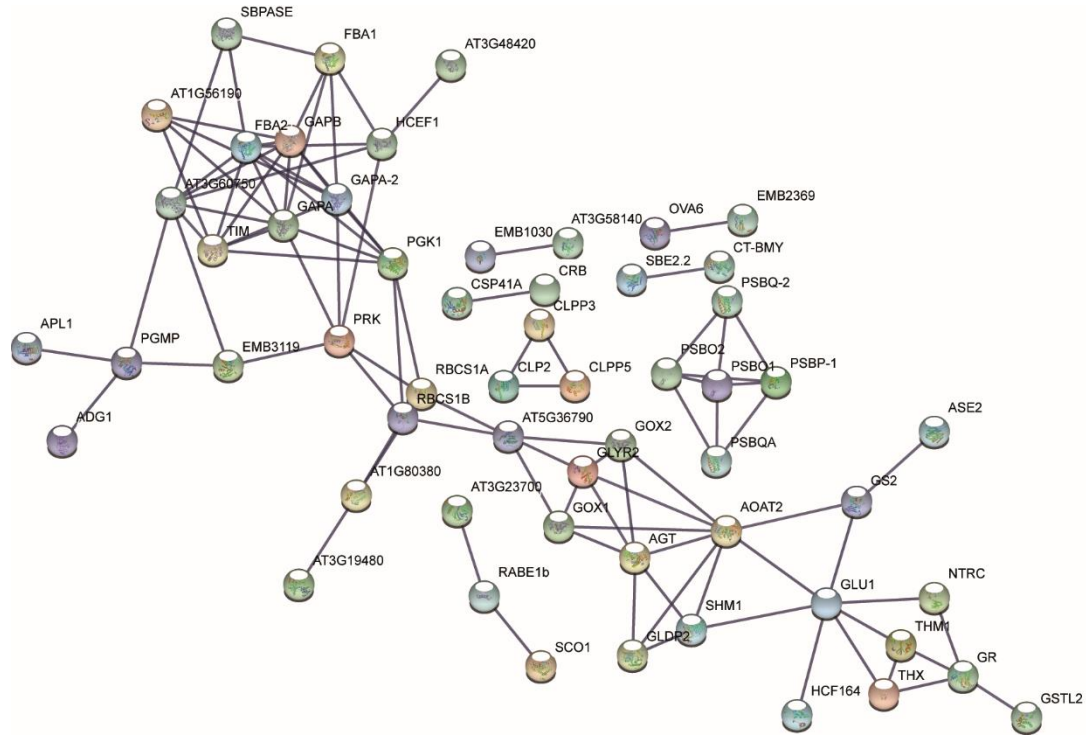 SBPASE
FBA1
AT3G48420
AT1G56190
FBA2
GAPB
HCEF1
AT3G60750
GAPA-2
GAPA
TIM
PGK1
EMB1030
AT3G58140
OVA6
EMB2369
CSP41A
CRB
SBE2.2
CT-BMY
CLPP3
PSBQ-2
APL1
PGMP
EMB3119
PRK
RBCS1A
CLP2
CLPP5
PSBO2
PSBO1
PSBP-1
ADG1
RBCS1B
AT5G36790
GOX2
PSBQA
ASE2
AT1G80380
AT3G23700
GLYR2
GS2
GOX1
AOAT2
AT3G19480
RABE1b
AGT
GLU1
NTRC
SCO1
GLDP2
SHM1
THM1
THX
GR
HCF164
GSTL2